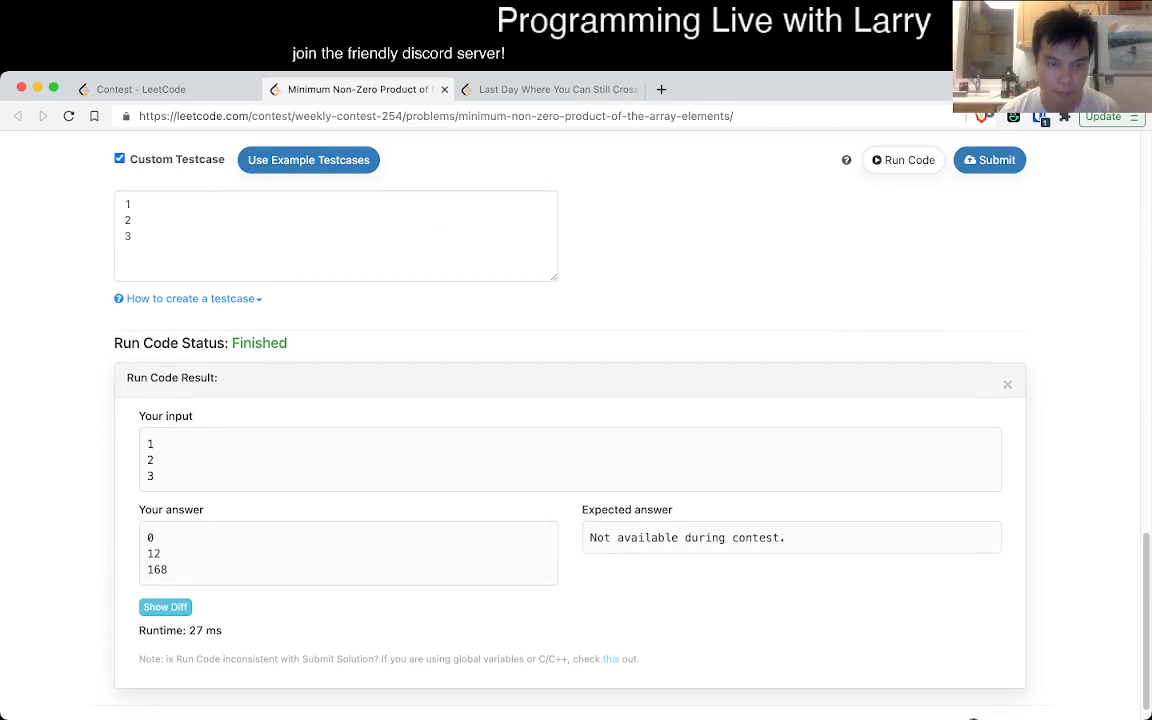 Programming Live with Larry
join the friendly discord server!
Contest - LeetCode
Minimum Non-Zero Product of
Last Day Where You Can Still Cross
https://leetcode.com/contest/weekly-contest-254/problems/minimum-non-zero-product-of-the-array-elements/
1
Update
Custom Testcase
Use Example Testcases
Run Code
Submit
1
2
3
How to create a testcase
Run Code Status: Finished
Run Code Result:
Your input
1
2
3
Your answer
Expected answer
0
12
168
Not available during contest.
Show Diff
Runtime: 27 ms
Note: is Run Code inconsistent with Submit Solution? If you are using global variables or C/C++, check this out.